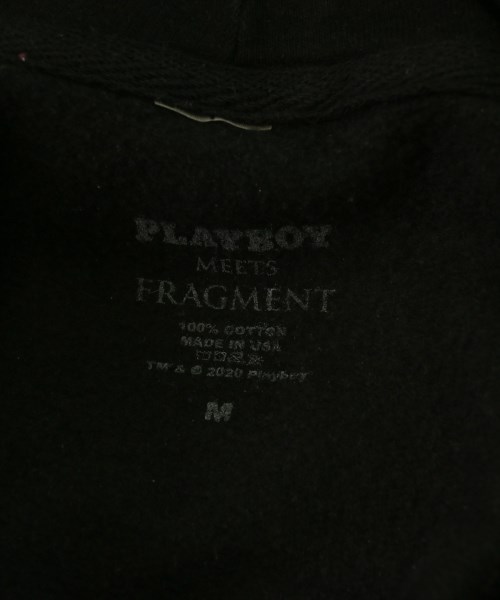 PLAYBOY
MEETS
FRAGMENT
100% COTTON
MADE IN USA
TM & © 2020 Playboy
M